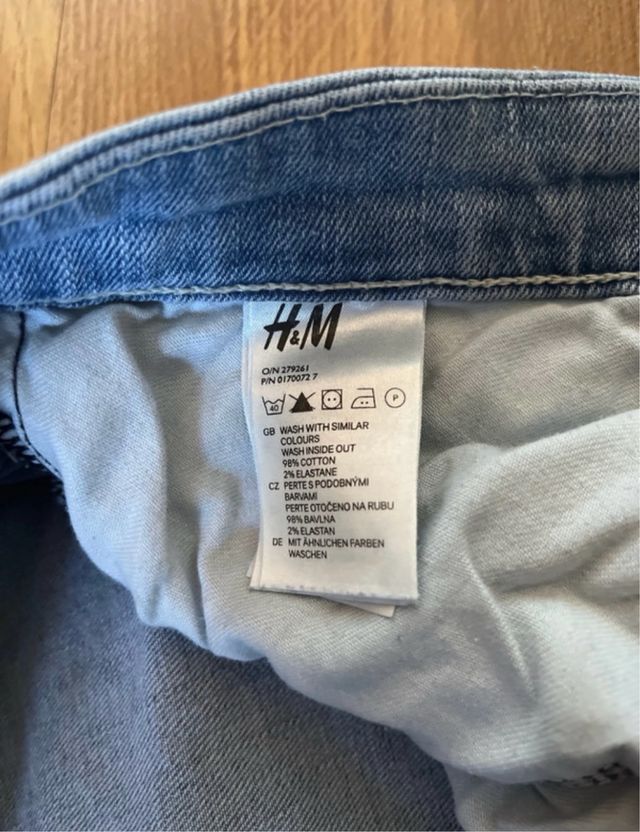 H&M
O/N 279261
P/N 0170072 7
40 P
GB WASH WITH SIMILAR
COLOURS
WASH INSIDE OUT
98% COTTON
2% ELASTANE
CZ PERTE S PODOBNÝMI
BARVAMI
PERTE OTOČENO NA RUBU
98% BAVLNA
2% ELASTAN
DE MIT ÄHNLICHEN FARBEN
WASCHEN